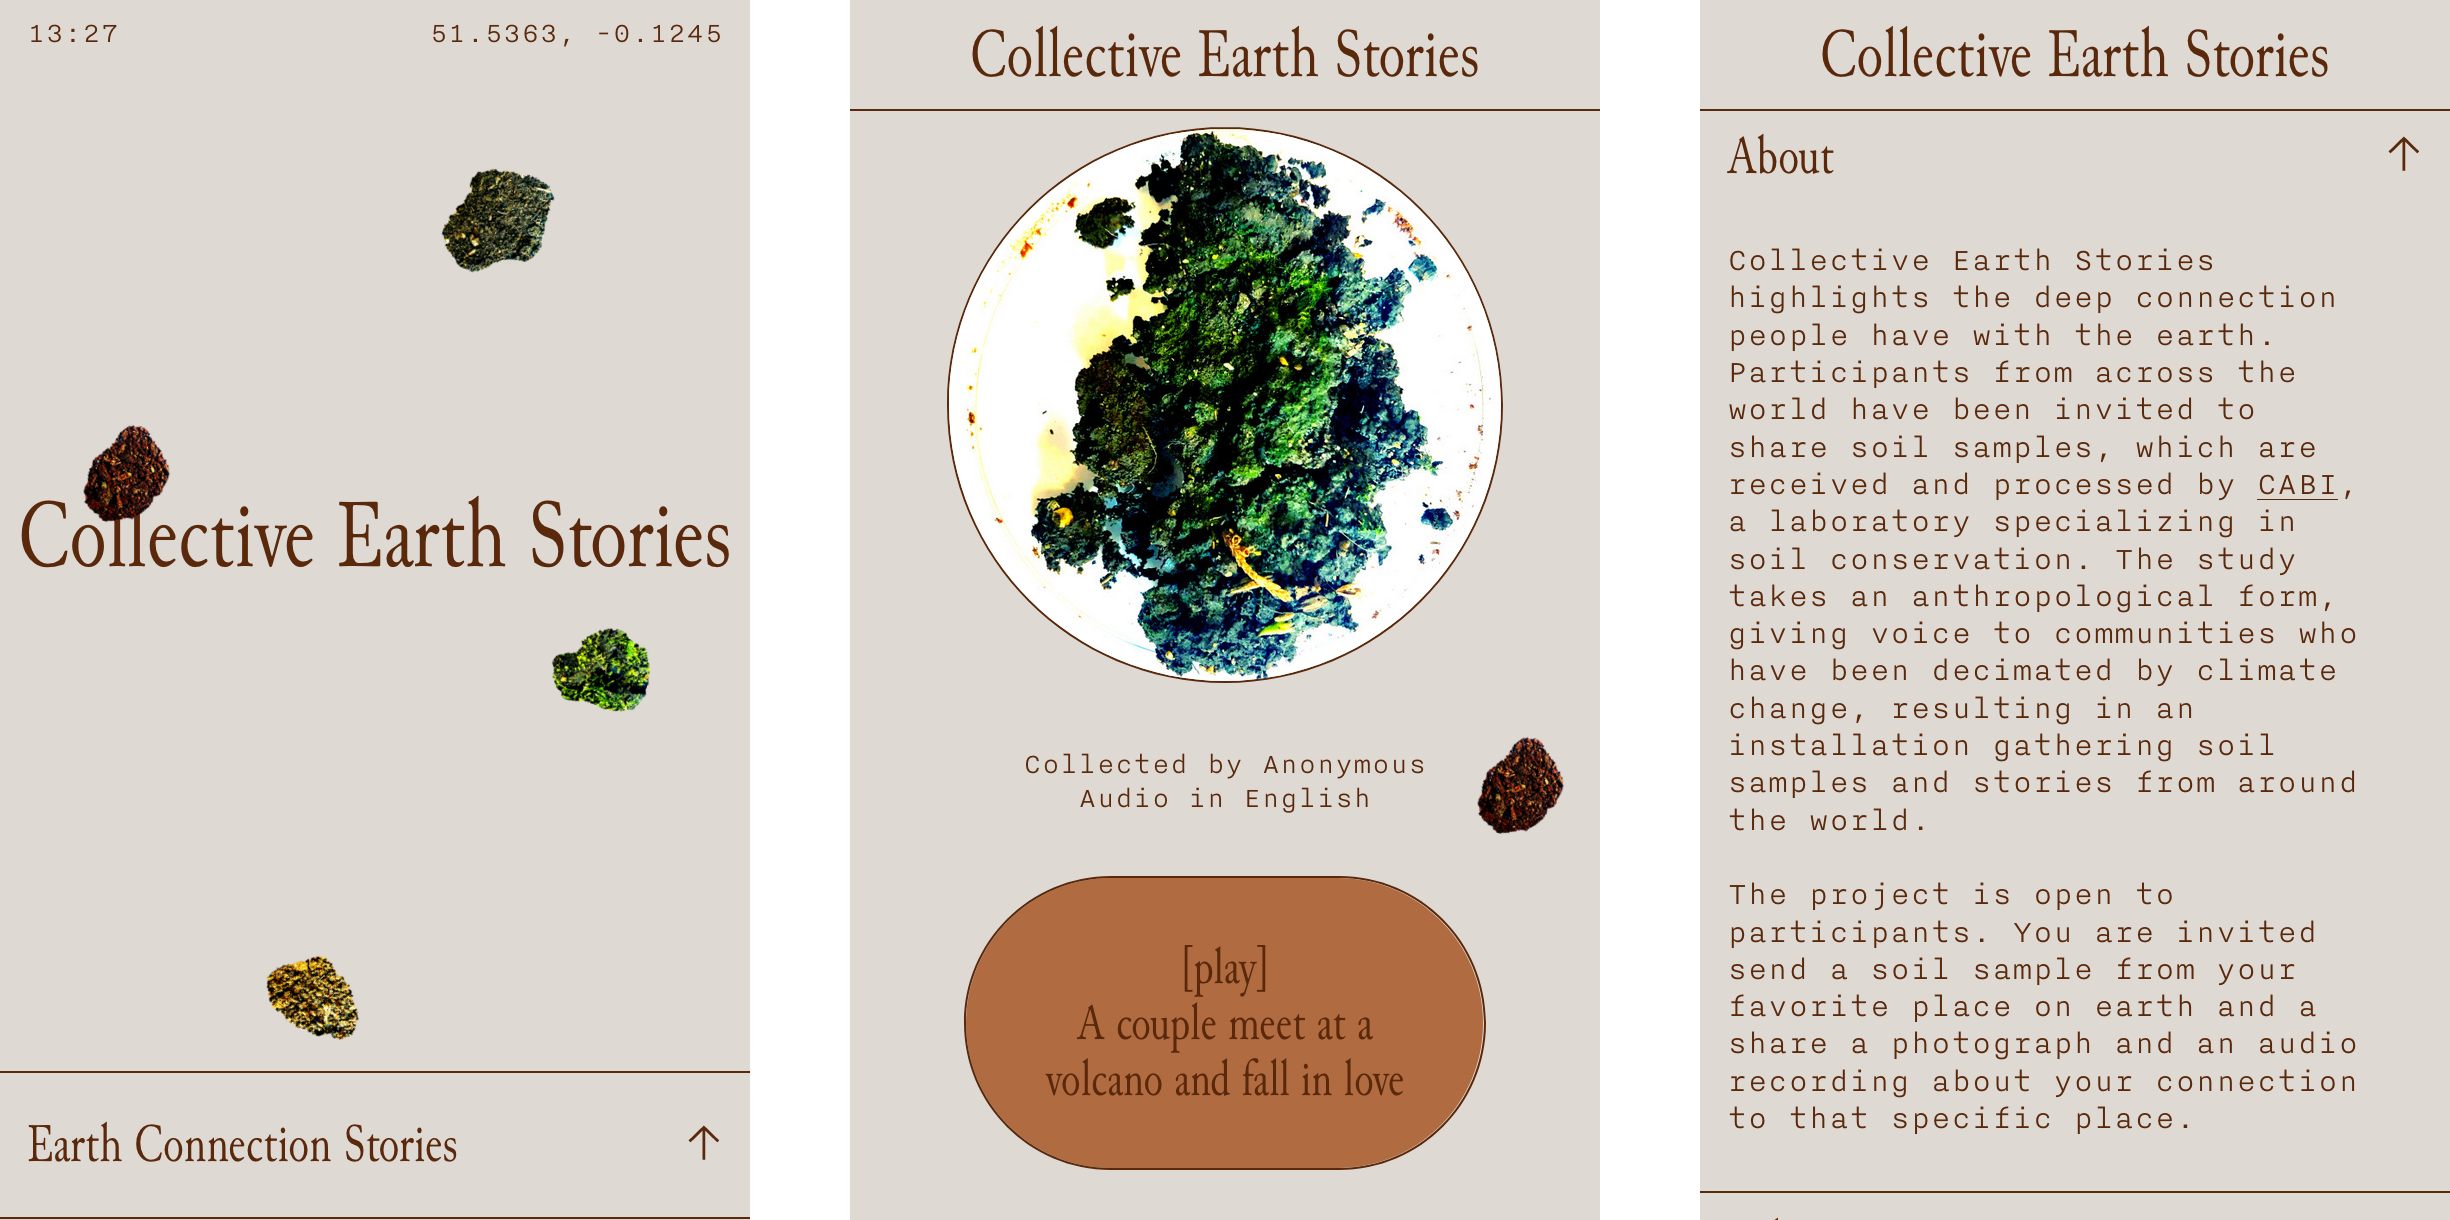 13:27
51.5363, -0.1245
Collective Earth Stories
Earth Connection Stories
Collective Earth Stories
Collected by Anonymous
Audio in English
[play]
A couple meet at a
volcano and fall in love
Collective Earth Stories
About
Collective Earth Stories
highlights the deep connection
people have with the earth.
Participants from across the
world have been invited to
share soil samples, which are
received and processed by CABI,
a laboratory specializing in
soil conservation. The study
takes an anthropological form,
giving voice to communities who
have been decimated by climate
change, resulting in an
installation gathering soil
samples and stories from around
the world.
The project is open to
participants. You are invited
send a soil sample from your
favorite place on earth and a
share a photograph and an audio
recording about your connection
to that specific place.